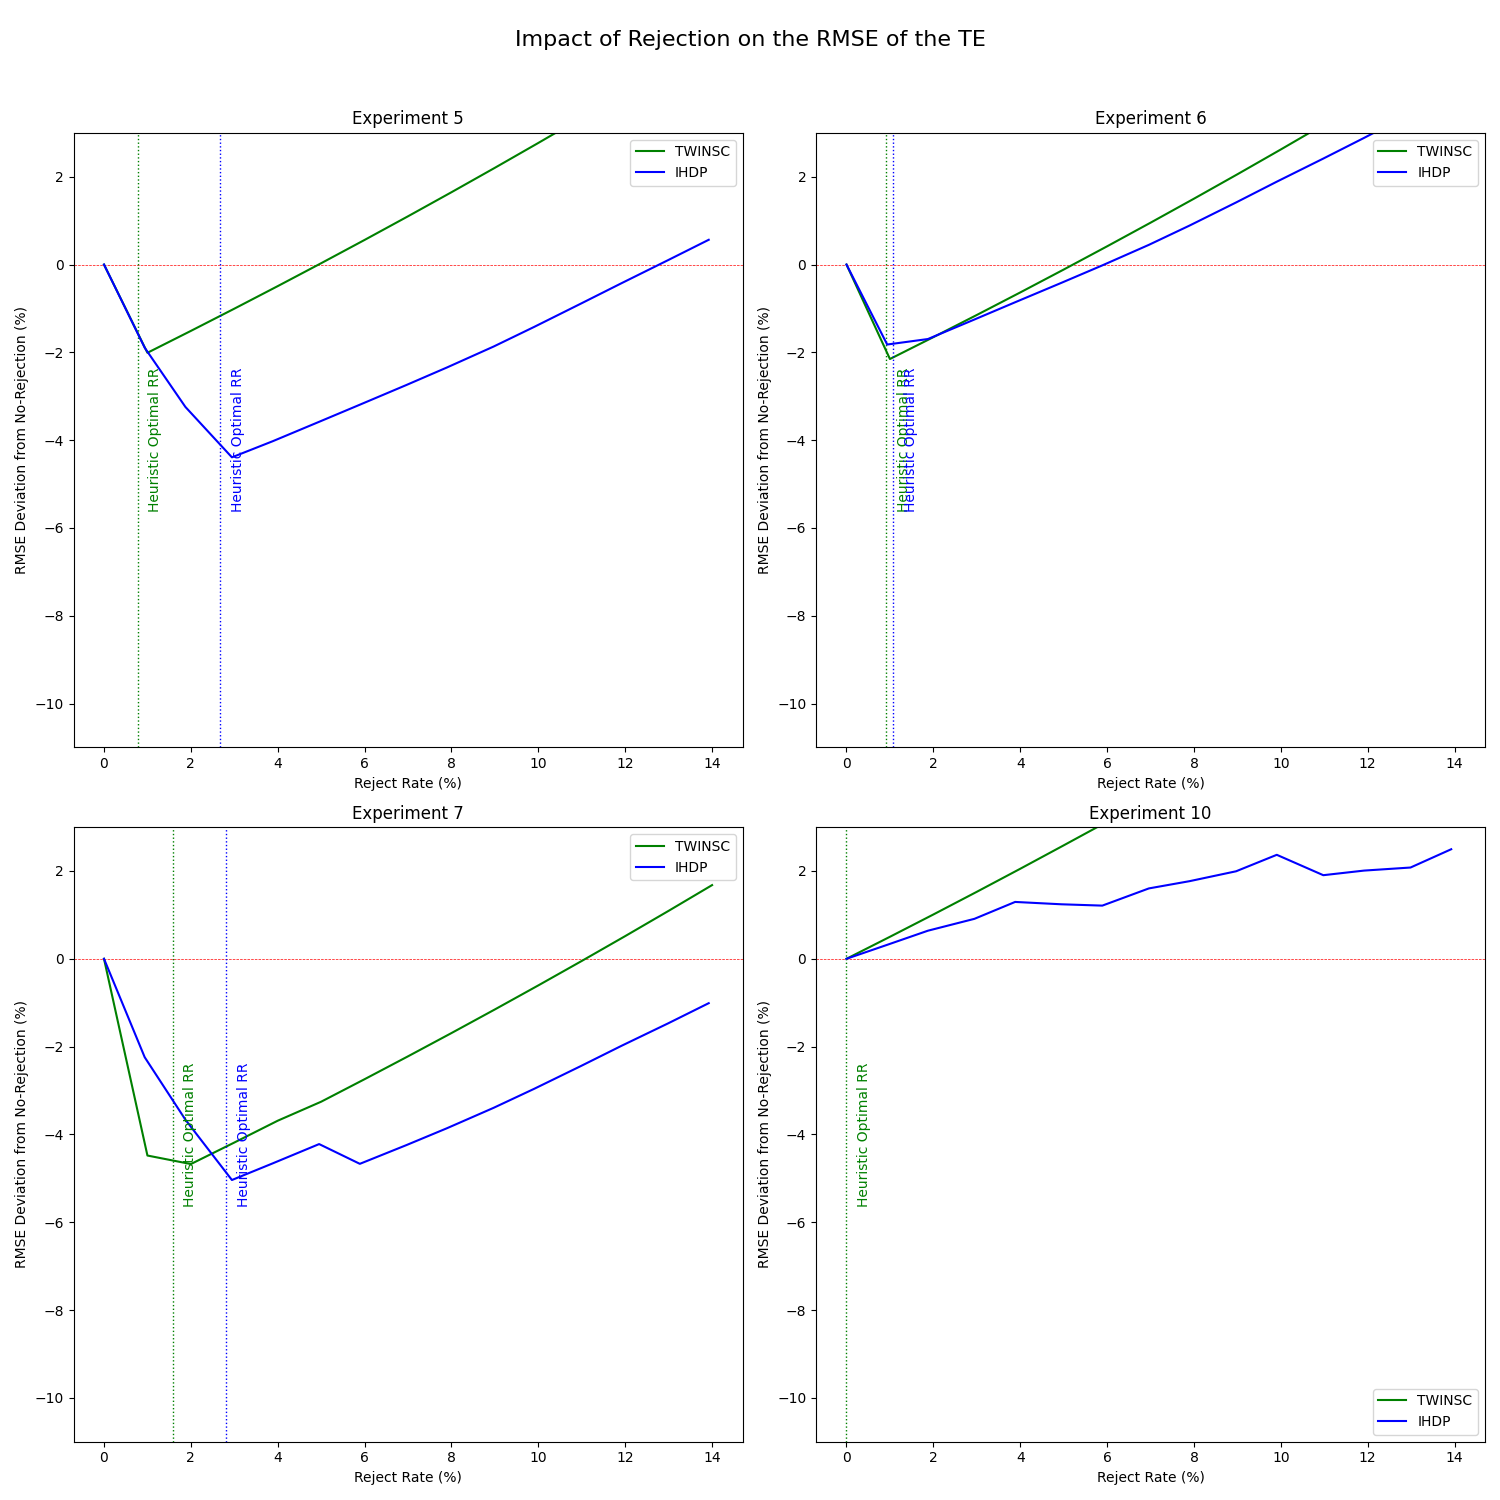 Impact of Rejection on the RMSE of the TE
Experiment 5
TWINSC
IHDP
2
0
−2
−4
−6
−8
−10
RMSE Deviation from No-Rejection (%)
Heuristic Optimal RR
Heuristic Optimal RR
0 2 4 6 8 10 12 14
Reject Rate (%)
Experiment 6
TWINSC
IHDP
2
0
−2
−4
−6
−8
−10
RMSE Deviation from No-Rejection (%)
Heuristic Optimal RR
Heuristic Optimal RR
0 2 4 6 8 10 12 14
Reject Rate (%)
Experiment 7
TWINSC
IHDP
2
0
−2
−4
−6
−8
−10
RMSE Deviation from No-Rejection (%)
Heuristic Optimal RR
Heuristic Optimal RR
0 2 4 6 8 10 12 14
Reject Rate (%)
Experiment 10
2
0
−2
−4
−6
−8
−10
RMSE Deviation from No-Rejection (%)
Heuristic Optimal RR
TWINSC
IHDP
0 2 4 6 8 10 12 14
Reject Rate (%)